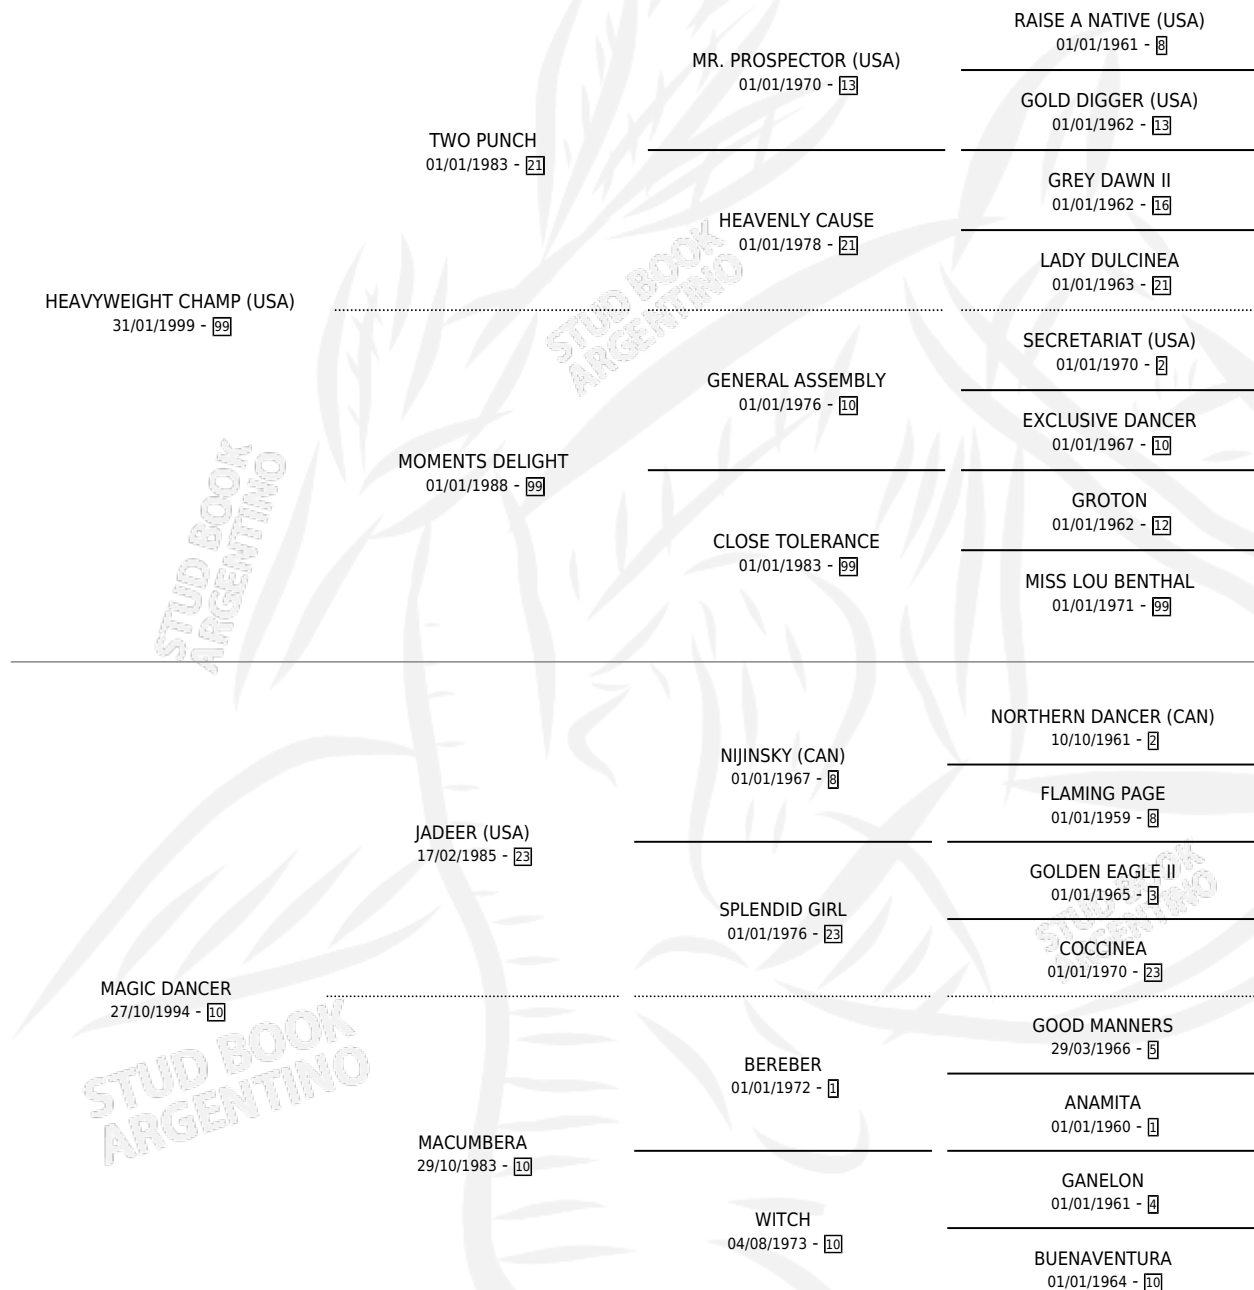 RAISE A NATIVE (USA)
01/01/1961 - 8
MR. PROSPECTOR (USA)
01/01/1970 - 13
GOLD DIGGER (USA)
01/01/1962 - 13
TWO PUNCH
01/01/1983 - 21
GREY DAWN II
01/01/1962 - 16
HEAVENLY CAUSE
01/01/1978 - 21
LADY DULCINEA
01/01/1963 - 21
HEAVYWEIGHT CHAMP (USA)
31/01/1999 - 99
STUD BOOK
ARGENTINO
SECRETARIAT (USA)
01/01/1970 - 2
GENERAL ASSEMBLY
01/01/1976 - 10
EXCLUSIVE DANCER
01/01/1967 - 10
MOMENTS DELIGHT
01/01/1988 - 99
GROTON
01/01/1962 - 12
CLOSE TOLERANCE
01/01/1983 - 99
MISS LOU BENTHAL
01/01/1971 - 99
STUD BOOK
ARGENTINO
NORTHERN DANCER (CAN)
10/10/1961 - 2
NIJINSKY (CAN)
01/01/1967 - 8
FLAMING PAGE
01/01/1959 - 8
JADEER (USA)
17/02/1985 - 23
GOLDEN EAGLE II
01/01/1965 - 3
SPLENDID GIRL
01/01/1976 - 23
COCCINEA
01/01/1970 - 23
STUD BOOK
ARGENTINO
MAGIC DANCER
27/10/1994 - 10
GOOD MANNERS
29/03/1966 - 5
BEREBER
01/01/1972 - 1
ANAMITA
01/01/1960 - 1
STUD BOOK
ARGENTINO
MACUMBERA
29/10/1983 - 10
GANELON
01/01/1961 - 4
WITCH
04/08/1973 - 10
BUENAVENTURA
01/01/1964 - 10